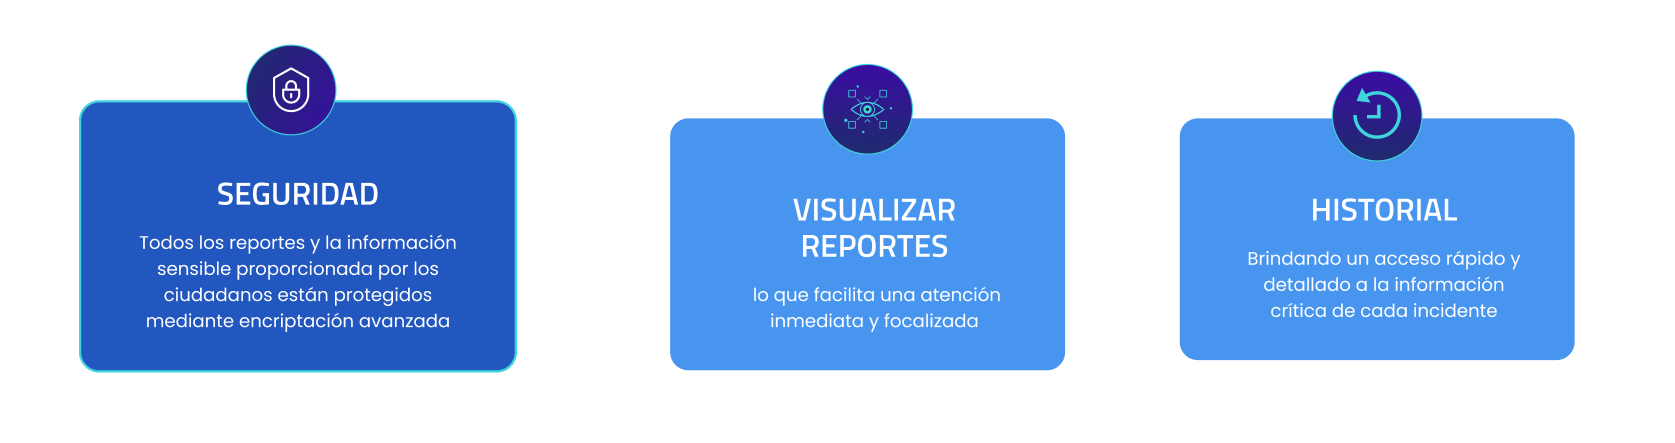 SEGURIDAD
Todos los reportes y la información
sensible proporcionada por los
ciudadanos están protegidos
mediante encriptación avanzada
VISUALIZAR
REPORTES
lo que facilita una atención
inmediata y focalizada
HISTORIAL
Brindando un acceso rápido y
detallado a la información
crítica de cada incidente